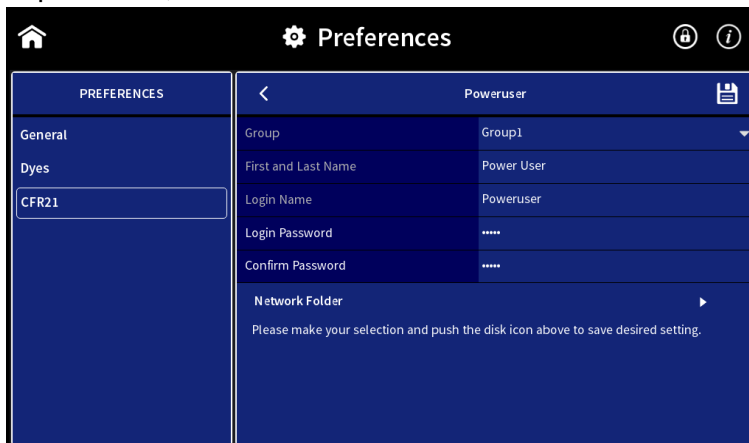 Preferences
PREFERENCES
Poweruser
General
Dyes
CFR21
Group Group1
First and Last Name Power User
Login Name Poweruser
Login Password •••••
Confirm Password •••••
Network Folder
Please make your selection and push the disk icon above to save desired setting.